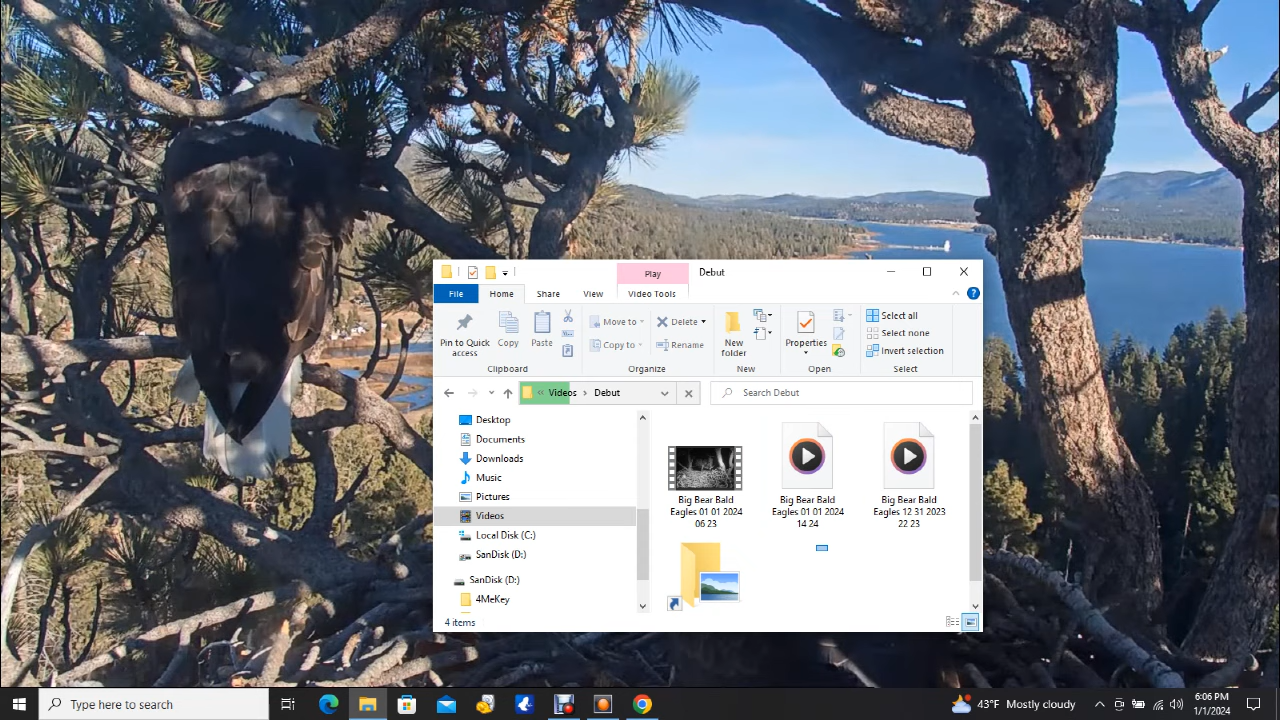 Play
Debut
File
Home
Share
View
Video Tools
Pin to Quick access
Copy
Paste
Move to
Copy to
Delete
Rename
New folder
Properties
Select all
Select none
Invert selection
Clipboard
Organize
New
Open
Select
« Videos › Debut
Search Debut
Desktop
Documents
Downloads
Music
Pictures
Videos
Local Disk (C:)
SanDisk (D:)
SanDisk (D:)
4MeKey
Big Bear Bald
Eagles 01 01 2024
06 23
Big Bear Bald
Eagles 01 01 2024
14 24
Big Bear Bald
Eagles 12 31 2023
22 23
4 items
Type here to search
43°F Mostly cloudy
6:06 PM
1/1/2024